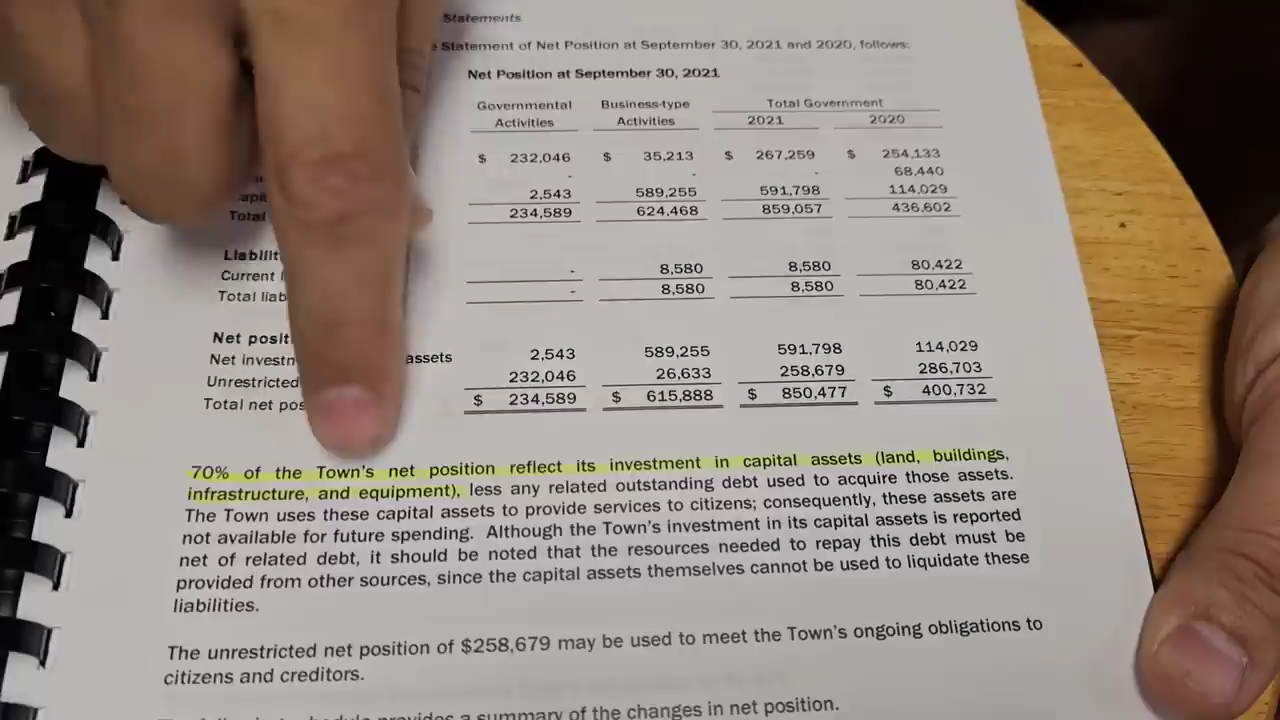 Statements
Statement of Net Position at September 30, 2021 and 2020, follows:
Net Position at September 30, 2021
Governmental Business-type Total Government
Activities Activities 2021 2020
$ 232,046 $ 35,213 $ 267,259 $ 254,133
- - - 68,440
2,543 589,255 591,798 114,029
Total 234,589 624,468 859,057 436,602
Current - 8,580 8,580 80,422
Total - 8,580 8,580 80,422
Net
Net assets 2,543 589,255 591,798 114,029
Unrestricted 232,046 26,633 258,679 286,703
Total net $ 234,589 $ 615,888 $ 850,477 $ 400,732
70% of the Town's net position reflect its investment in capital assets (land, buildings,
infrastructure, and equipment), less any related outstanding debt used to acquire those assets.
The Town uses these capital assets to provide services to citizens; consequently, these assets are
not available for future spending. Although the Town's investment in its capital assets is reported
net of related debt, it should be noted that the resources needed to repay this debt must be
provided from other sources, since the capital assets themselves cannot be used to liquidate these
liabilities.
The unrestricted net position of $258,679 may be used to meet the Town's ongoing obligations to
citizens and creditors.
provides a summary of the changes in net position.